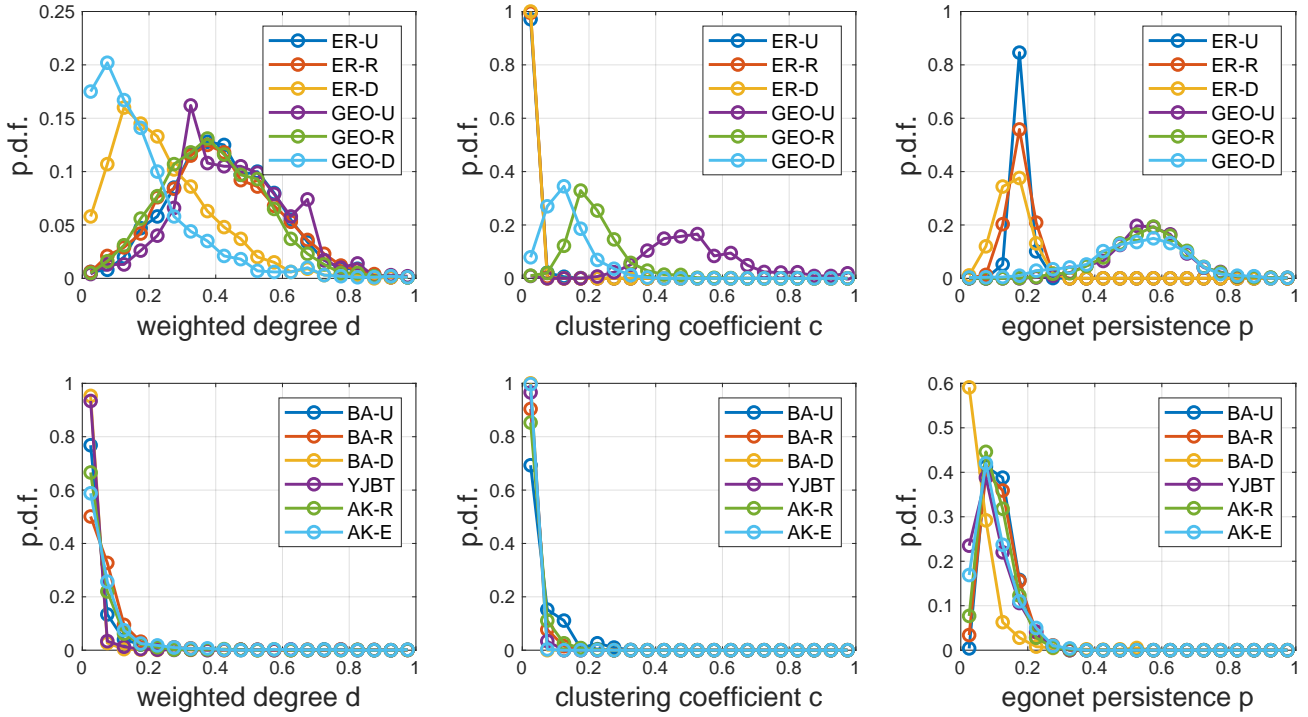 0.25
0.2
0.15
0.1
0.05
0
p.d.f.
0 0.2 0.4 0.6 0.8 1
weighted degree d
ER-U
ER-R
ER-D
GEO-U
GEO-R
GEO-D
1
0.8
0.6
0.4
0.2
0
p.d.f.
0 0.2 0.4 0.6 0.8 1
clustering coefficient c
ER-U
ER-R
ER-D
GEO-U
GEO-R
GEO-D
1
0.8
0.6
0.4
0.2
0
p.d.f.
0 0.2 0.4 0.6 0.8 1
egonet persistence p
ER-U
ER-R
ER-D
GEO-U
GEO-R
GEO-D
1
0.8
0.6
0.4
0.2
0
p.d.f.
0 0.2 0.4 0.6 0.8 1
weighted degree d
BA-U
BA-R
BA-D
YJBT
AK-R
AK-E
1
0.8
0.6
0.4
0.2
0
p.d.f.
0 0.2 0.4 0.6 0.8 1
clustering coefficient c
BA-U
BA-R
BA-D
YJBT
AK-R
AK-E
0.6
0.5
0.4
0.3
0.2
0.1
0
p.d.f.
0 0.2 0.4 0.6 0.8 1
egonet persistence p
BA-U
BA-R
BA-D
YJBT
AK-R
AK-E